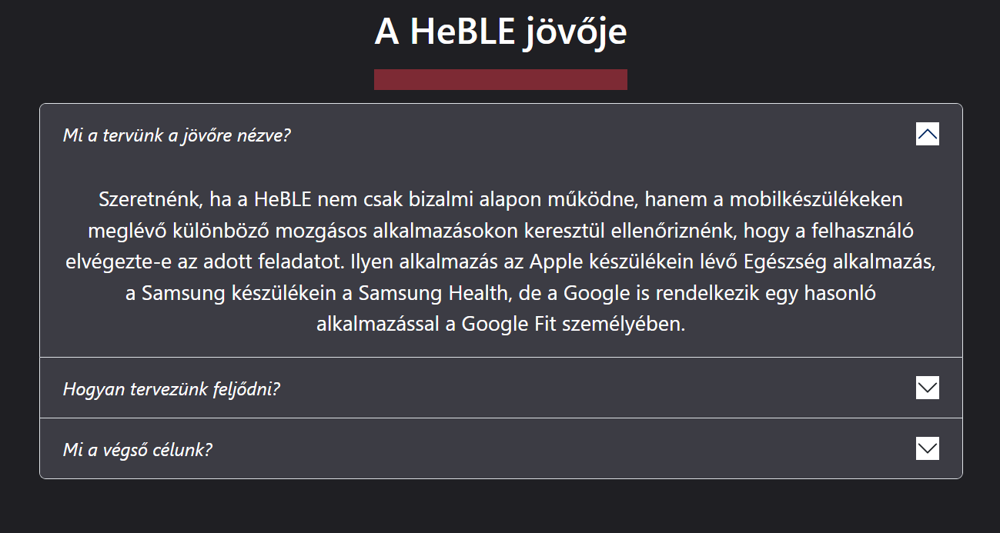 A HeBLE jövője
Mi a tervünk a jövőre nézve?
Szeretnénk, ha a HeBLE nem csak bizalmi alapon működne, hanem a mobilkészülékeken
meglévő különböző mozgásos alkalmazásokon keresztül ellenőriznénk, hogy a felhasználó
elvégezte-e az adott feladatot. Ilyen alkalmazás az Apple készülékein lévő Egészség alkalmazás,
a Samsung készülékein a Samsung Health, de a Google is rendelkezik egy hasonló
alkalmazással a Google Fit személyében.
Hogyan tervezünk feljődni?
Mi a végső célunk?